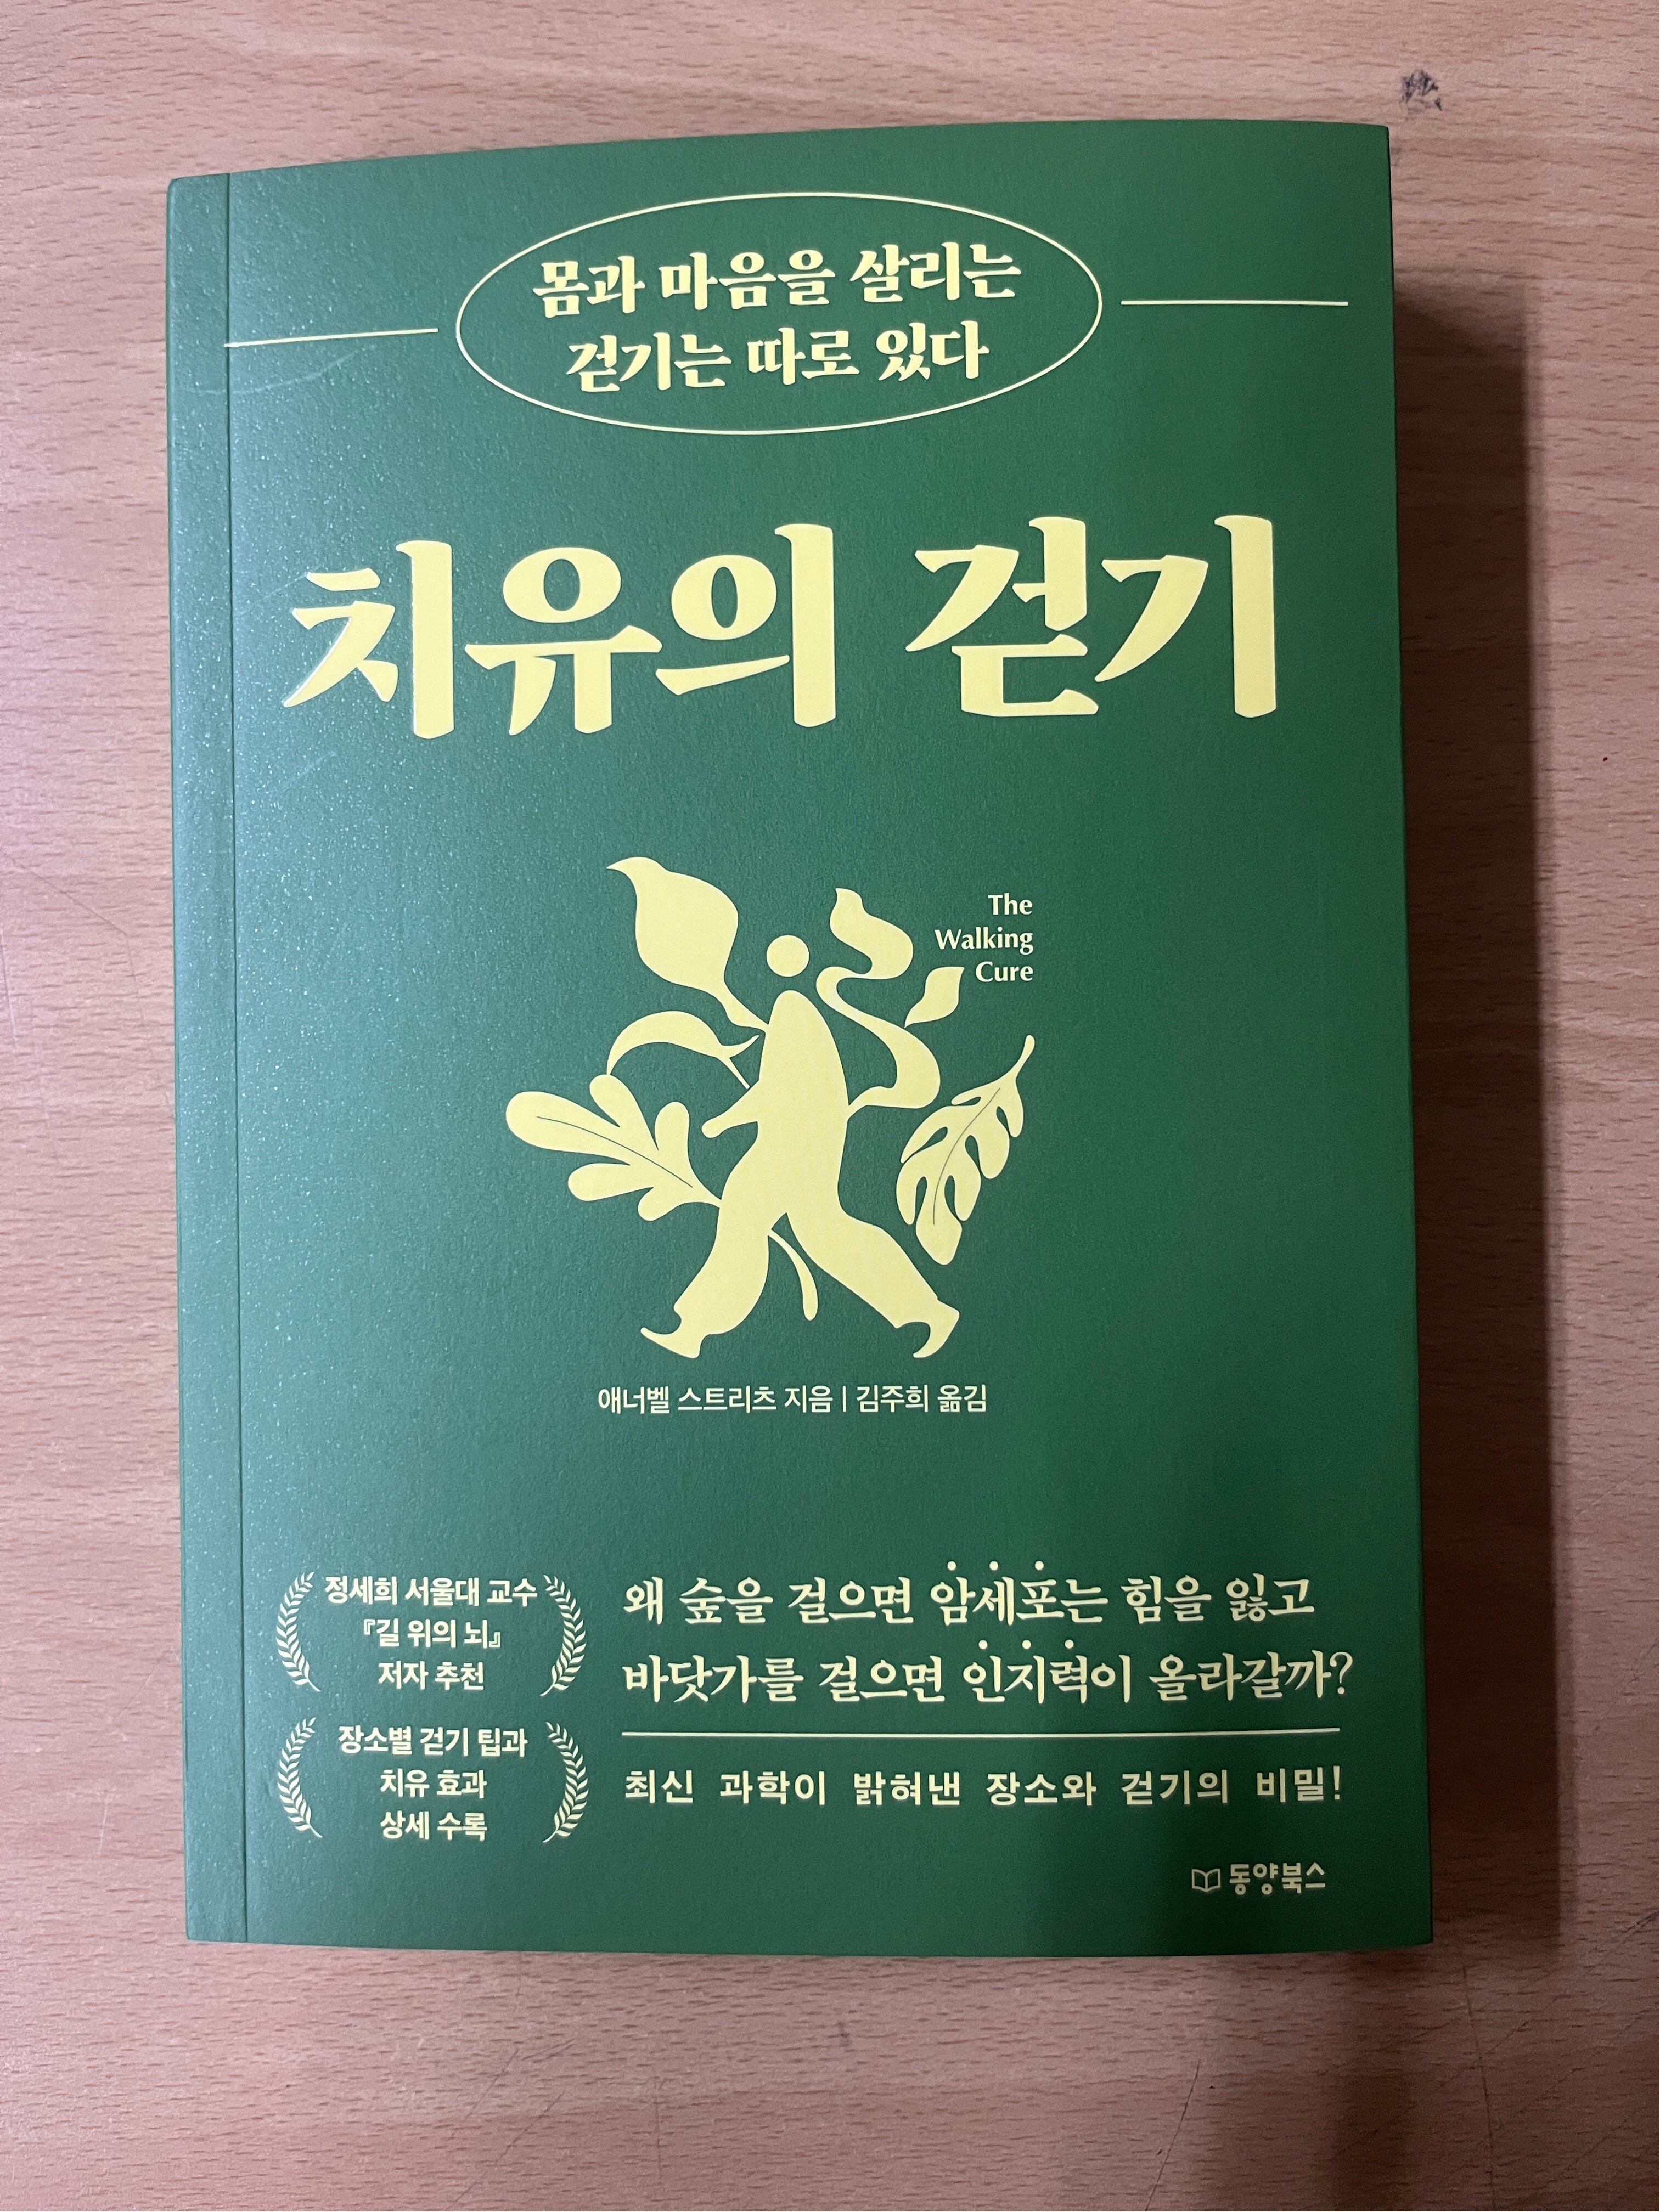 몸과 마음을 살리는
걷기는 따로 있다
치유의 걷기
The
Walking
Cure
애너벨 스트리츠 지음 | 김주희 옮김
정세희 서울대 교수
『길 위의 뇌』
저자 추천
장소별 걷기 팁과
치유 효과
상세 수록
왜 숲을 걸으면 암세포는 힘을 잃고
바닷가를 걸으면 인지력이 올라갈까?
최신 과학이 밝혀낸 장소와 걷기의 비밀!
동양북스